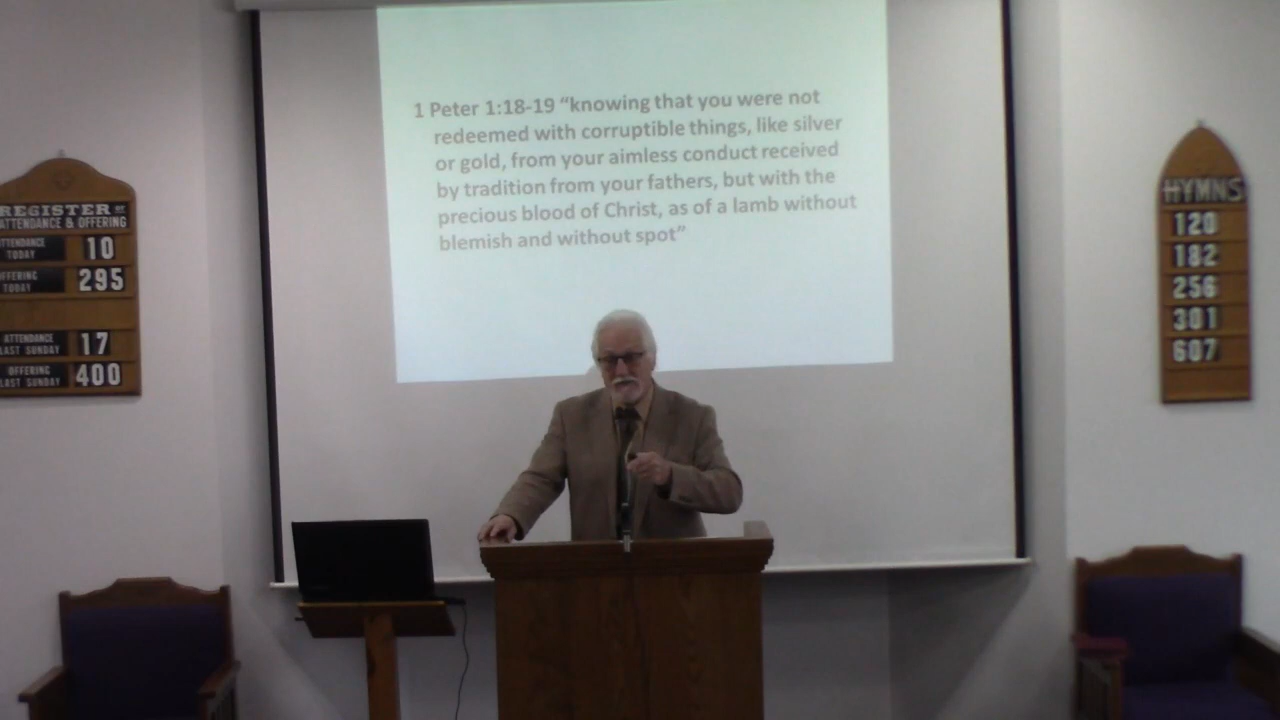 1 Peter 1:18-19 “knowing that you were not
redeemed with corruptible things, like silver
or gold, from your aimless conduct received
by tradition from your fathers, but with the
precious blood of Christ, as of a lamb without
blemish and without spot”
REGISTER OF
ATTENDANCE & OFFERING
ATTENDANCE
TODAY
10
OFFERING
TODAY
295
ATTENDANCE
LAST SUNDAY
17
OFFERING
LAST SUNDAY
400
HYMNS
120
182
256
301
607